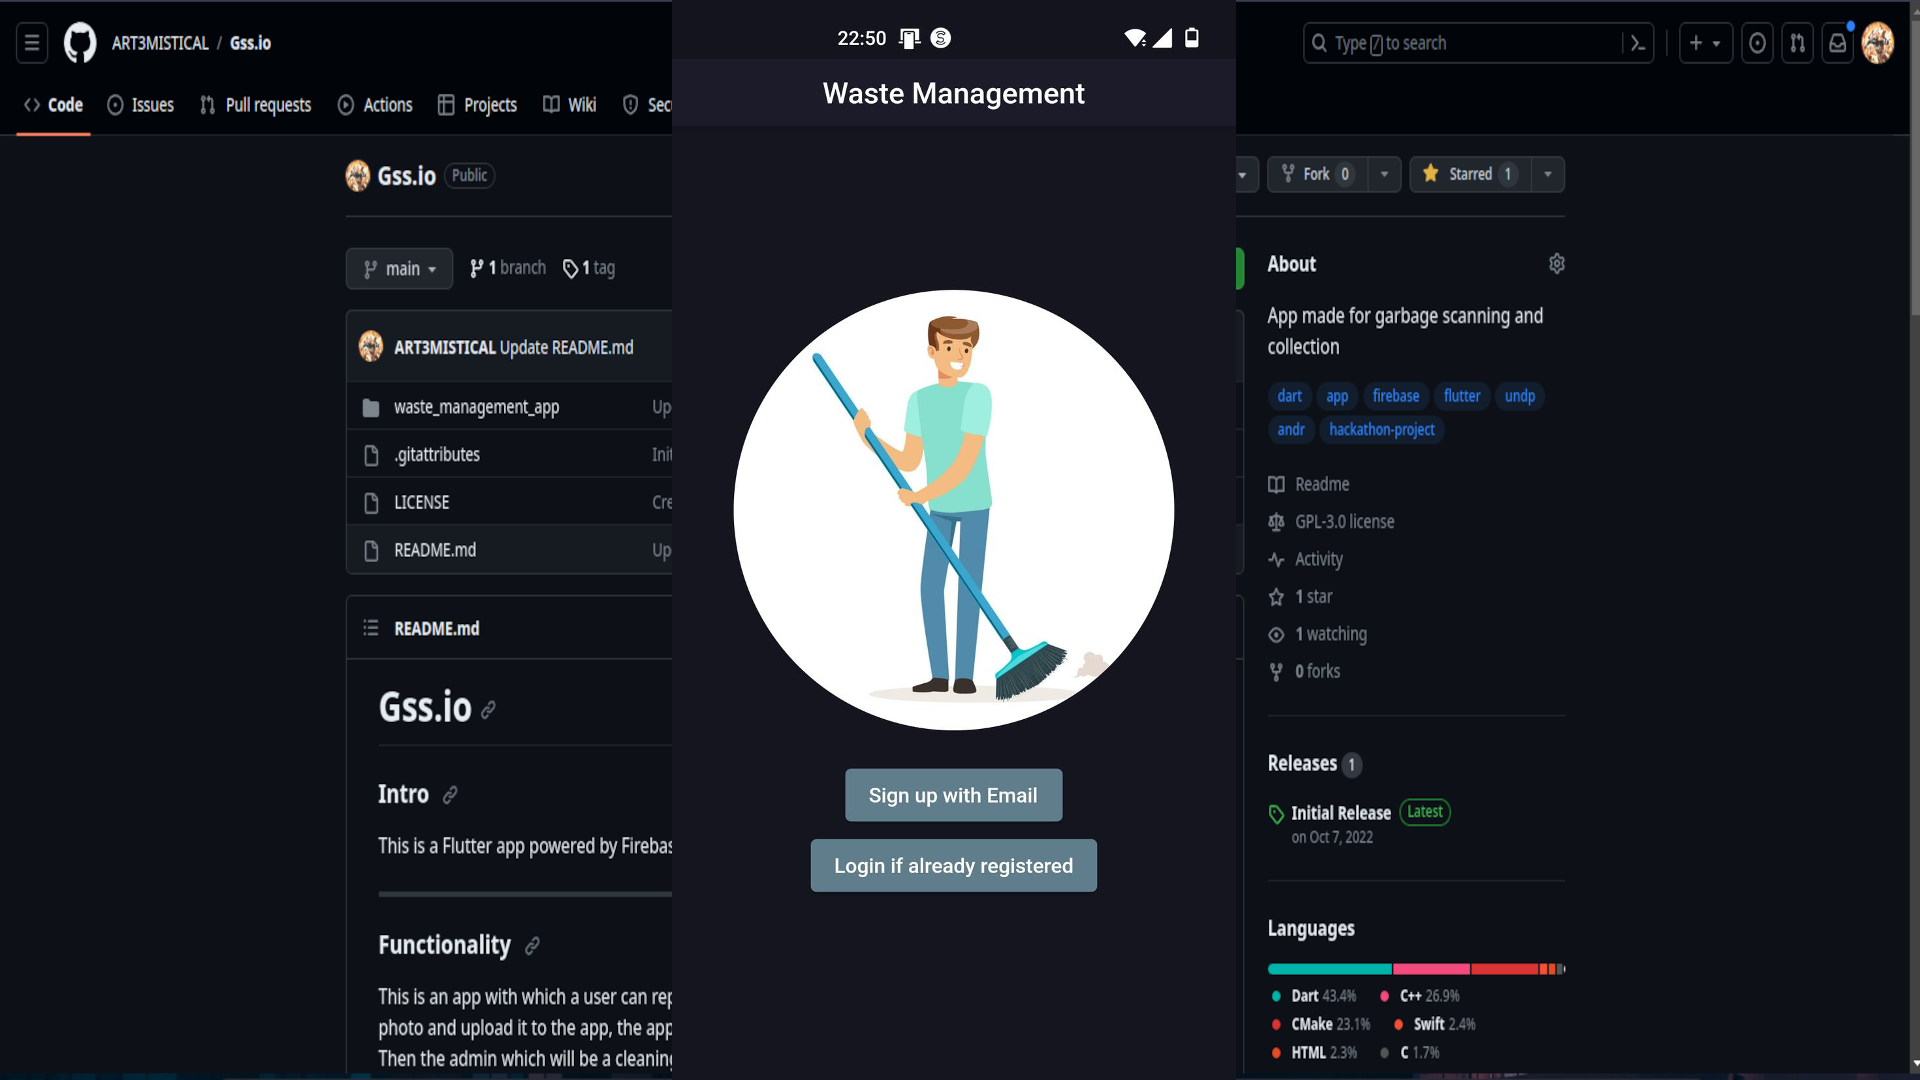 ART3MISTICAL / Gss.io
Type / to search
Code
Issues
Pull requests
Actions
Projects
Wiki
Sec
22:50
Waste Management
Gss.io
Public
Fork 0
Starred 1
main
1 branch
1 tag
ART3MISTICAL Update README.md
waste_management_app
Up
.gitattributes
Init
LICENSE
Cre
README.md
Up
README.md
Gss.io
Intro
This is a Flutter app powered by Firebas
Functionality
This is an app with which a user can rep
photo and upload it to the app, the app
Then the admin which will be a cleaning
Sign up with Email
Login if already registered
About
App made for garbage scanning and
collection
dart
app
firebase
flutter
undp
andr
hackathon-project
Readme
GPL-3.0 license
Activity
1 star
1 watching
0 forks
Releases 1
Initial Release
Latest
on Oct 7, 2022
Languages
Dart 43.4%
C++ 26.9%
CMake 23.1%
Swift 2.4%
HTML 2.3%
C 1.7%